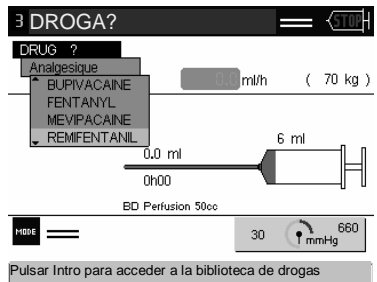 3 DROGA? STOP
DRUG ?
Analgesique
BUPIVACAINE
FENTANYL
MEVIPACAINE
REMIFENTANIL
0.0 ml/h ( 70 kg )
6 ml
0.0 ml
0h00
BD Perfusion 50cc
MODE 30 660
mmHg
Pulsar Intro para acceder a la biblioteca de drogas